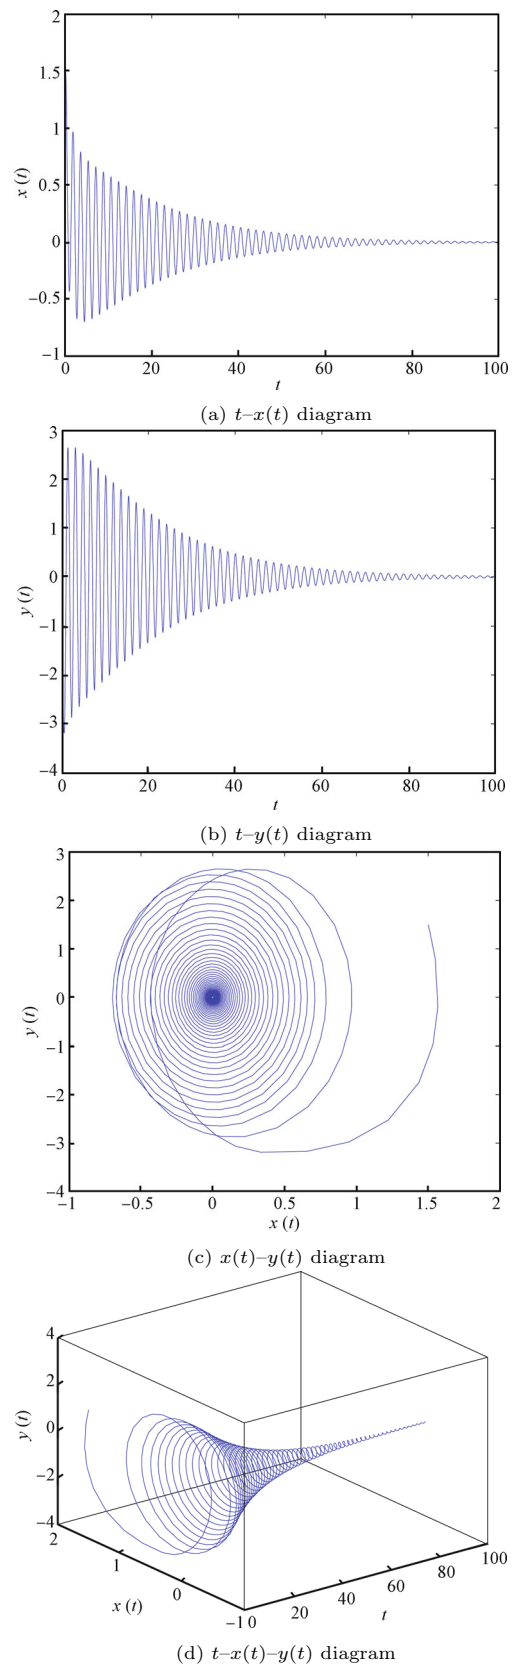 2
1.5
1
0.5
0
−0.5
−1
x (t)
0 20 40 60 80 100
t
(a) t–x(t) diagram
3
2
1
0
−1
−2
−3
−4
y (t)
0 20 40 60 80 100
t
(b) t–y(t) diagram
3
2
1
0
−1
−2
−3
−4
y (t)
−1 −0.5 0 0.5 1 1.5 2
x (t)
(c) x(t)–y(t) diagram
4
2
0
−2
−4
y (t)
2
1
0
−1
x (t)
0
20
40
60
80
100
t
(d) t–x(t)–y(t) diagram